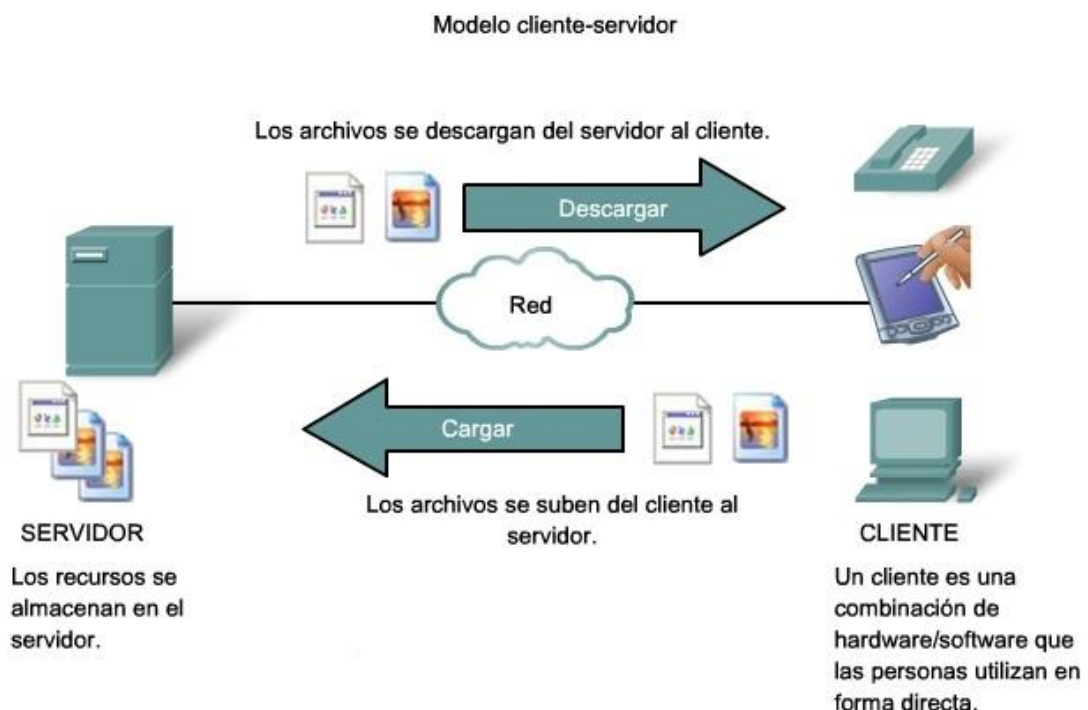 Modelo cliente-servidor
Los archivos se descargan del servidor al cliente.
Descargar
Red
Cargar
Los archivos se suben del cliente al
servidor.
SERVIDOR
Los recursos se
almacenan en el
servidor.
CLIENTE
Un cliente es una
combinación de
hardware/software que
las personas utilizan en
forma directa.